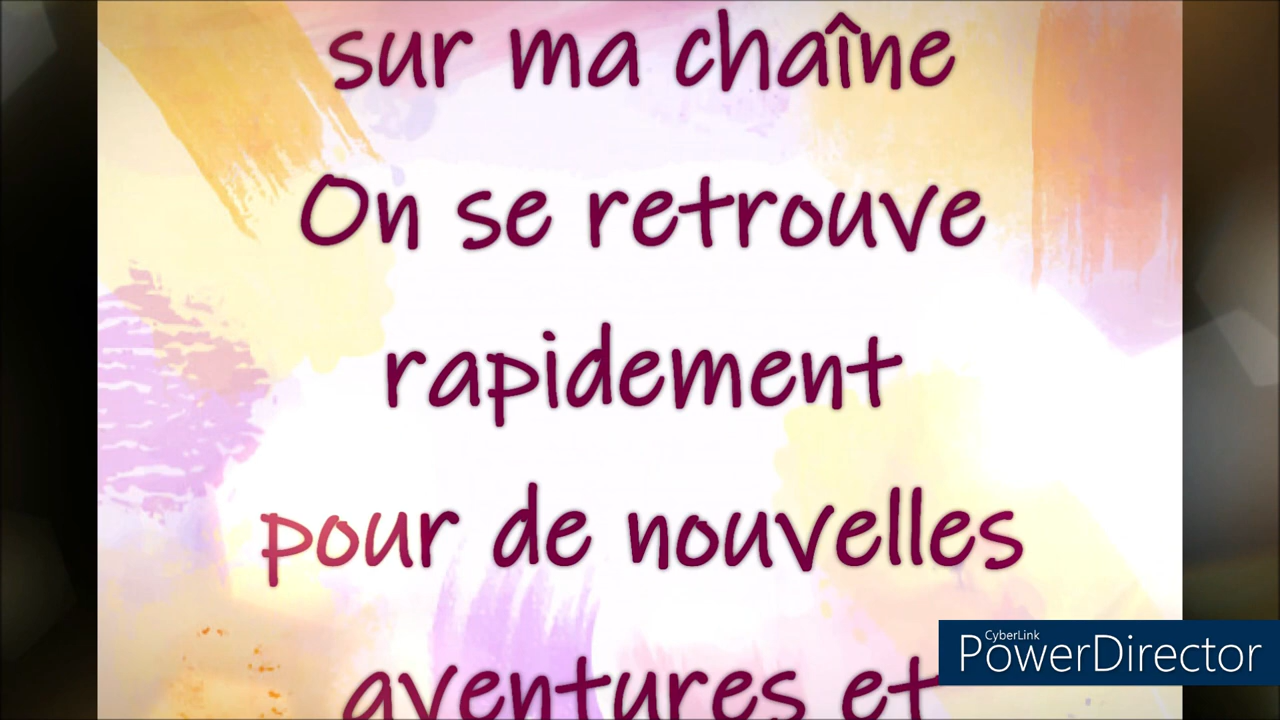 sur ma chaîne
On se retrouve
rapidement
pour de nouvelles
aventures et
CyberLink
PowerDirector